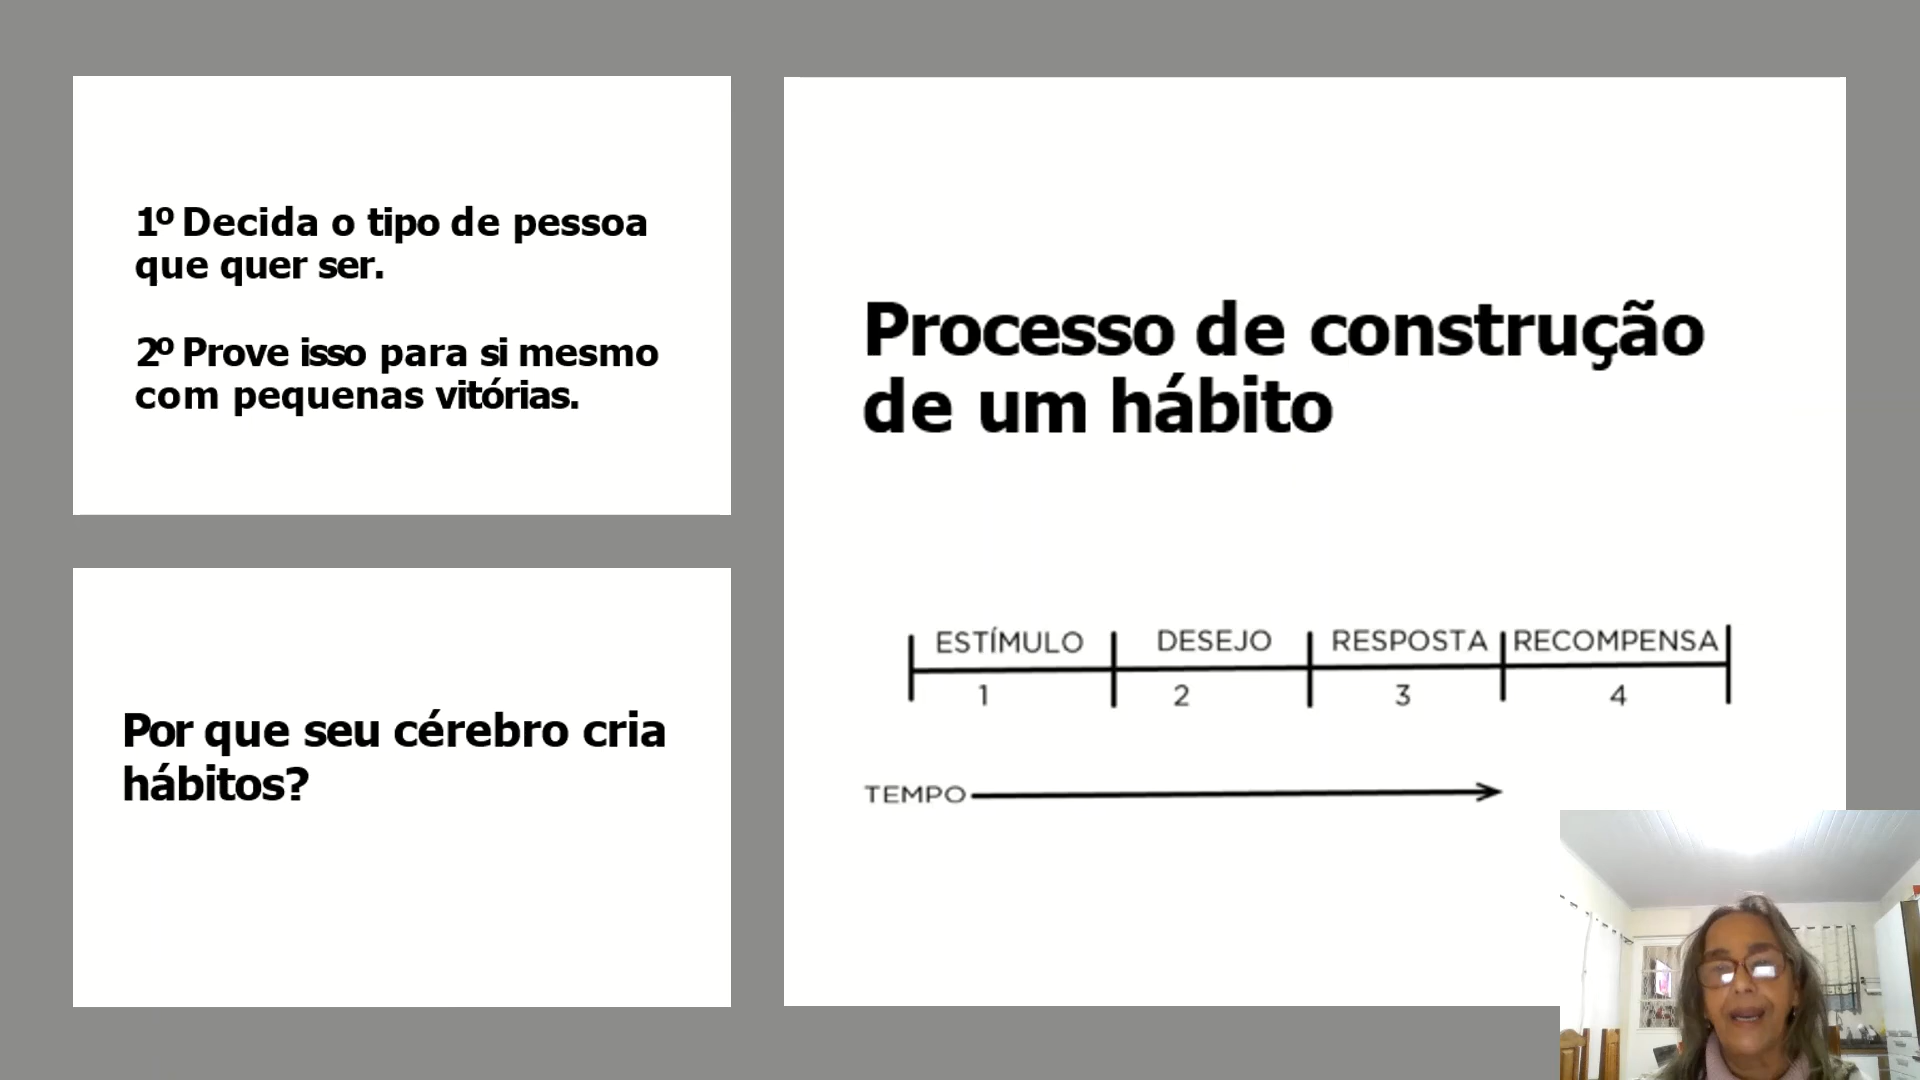 1º Decida o tipo de pessoa
que quer ser.
2º Prove isso para si mesmo
com pequenas vitórias.
Por que seu cérebro cria
hábitos?
Processo de construção
de um hábito
ESTÍMULO DESEJO RESPOSTA RECOMPENSA
1 2 3 4
TEMPO